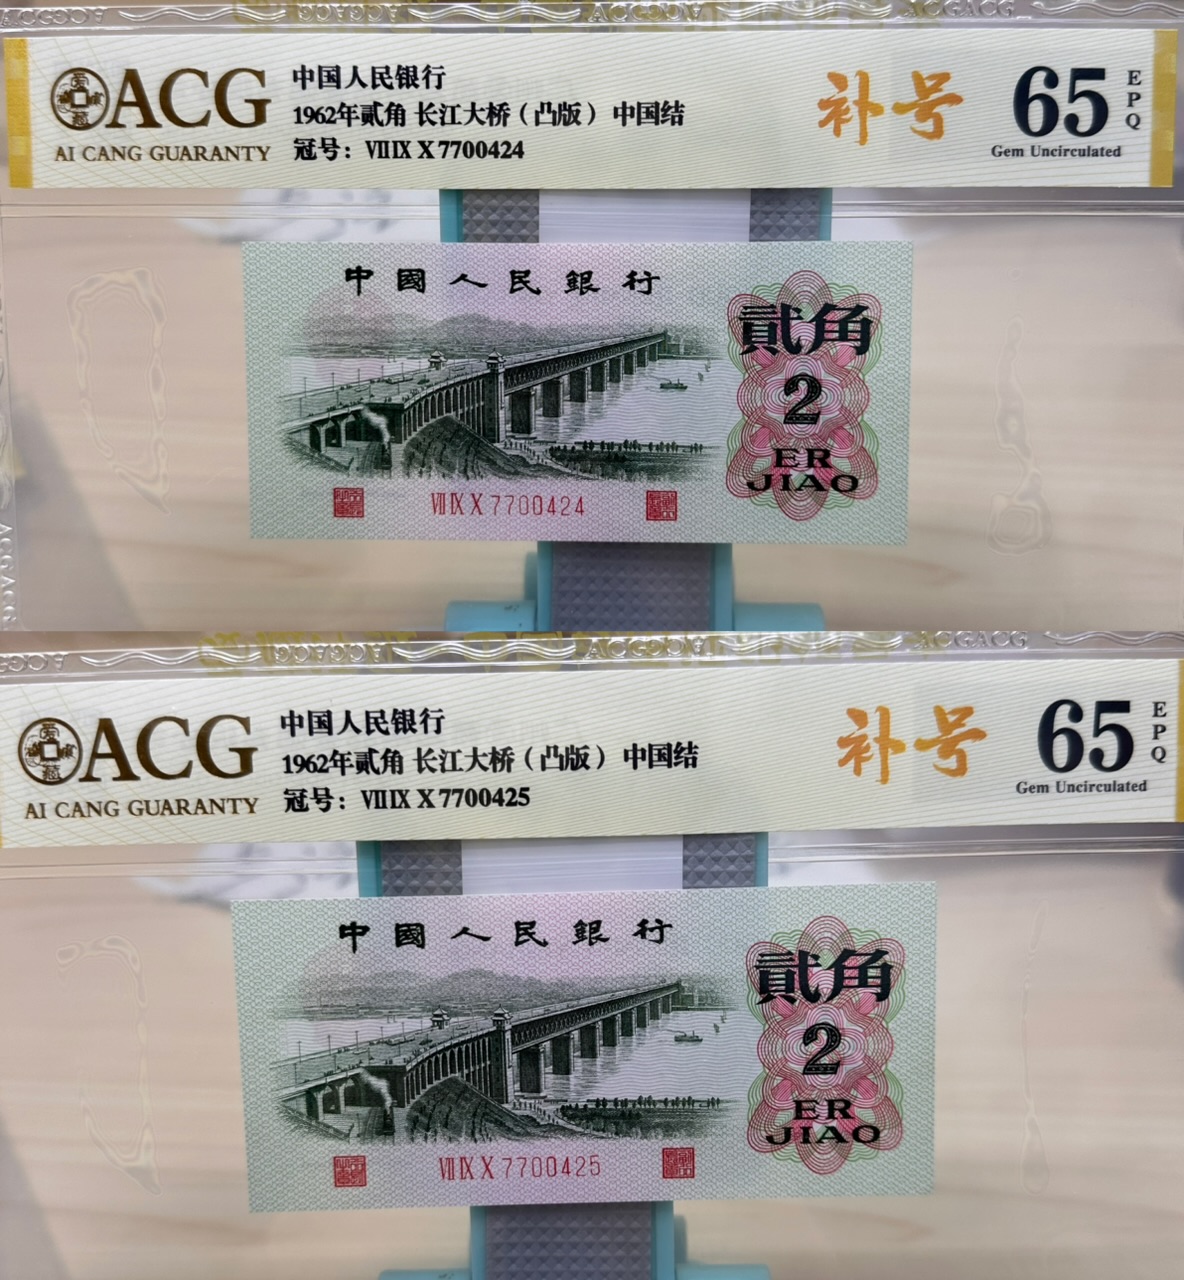 ACG
AI CANG GUARANTY
中国人民银行
1962年贰角 长江大桥（凸版） 中国结
冠号： VII IX X 7700424
补号
65
EPQ
Gem Uncirculated
中國人民銀行
貳角
2
ER
JIAO
VII IX X 7700424
ACG
AI CANG GUARANTY
中国人民银行
1962年贰角 长江大桥（凸版） 中国结
冠号： VII IX X 7700425
补号
65
EPQ
Gem Uncirculated
中國人民銀行
貳角
2
ER
JIAO
VII IX X 7700425